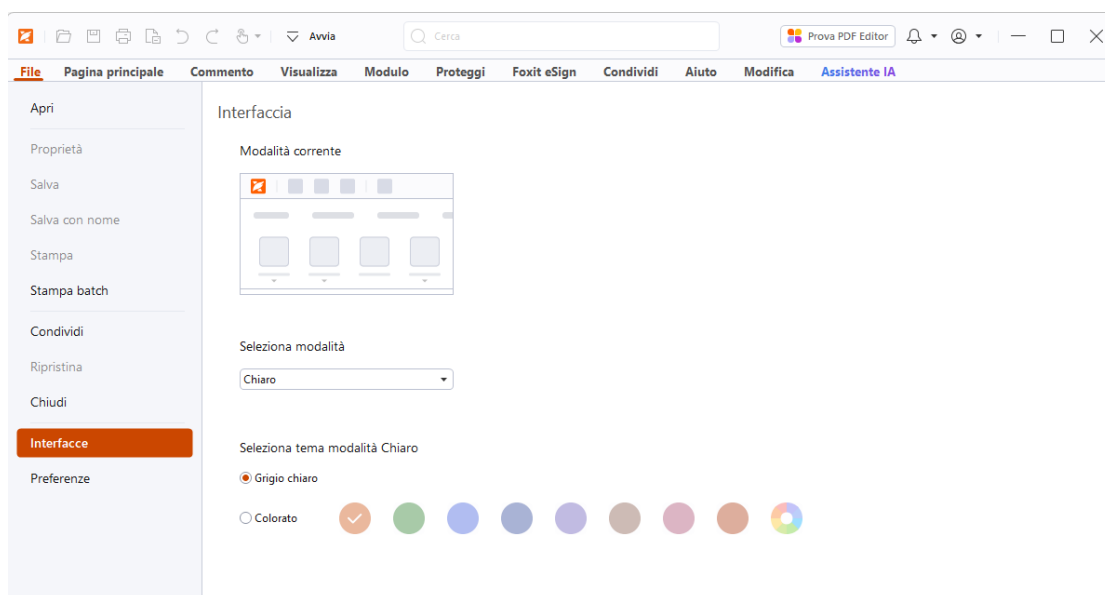 Avvia
Cerca
Prova PDF Editor
File Pagina principale Commento Visualizza Modulo Proteggi Foxit eSign Condividi Aiuto Modifica Assistente IA
Apri
Proprietà
Salva
Salva con nome
Stampa
Stampa batch
Condividi
Ripristina
Chiudi
Interfacce
Preferenze
Interfaccia
Modalità corrente
Seleziona modalità
Chiaro
Seleziona tema modalità Chiaro
Grigio chiaro
Colorato